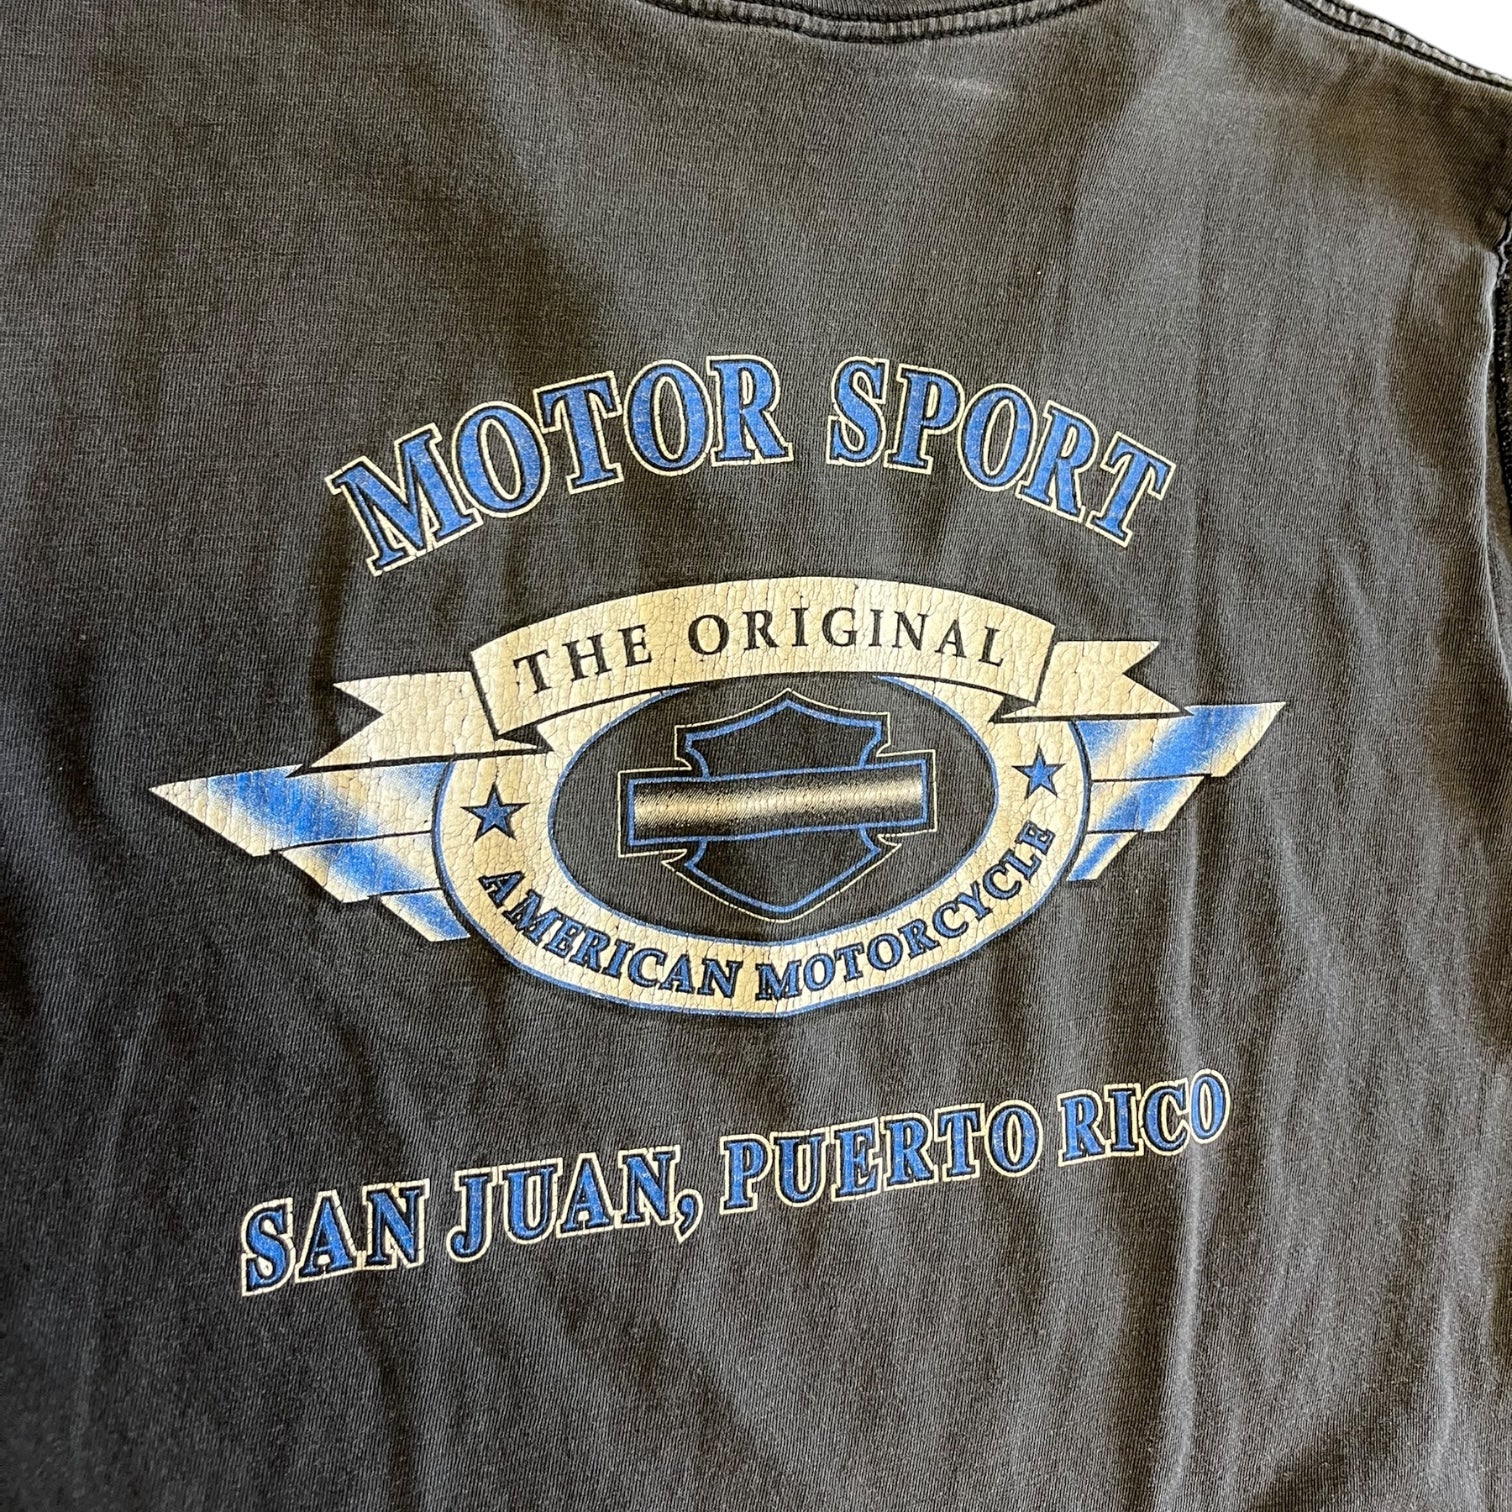 MOTOR SPORT
THE ORIGINAL
AMERICAN MOTORCYCLE
SAN JUAN, PUERTO RICO